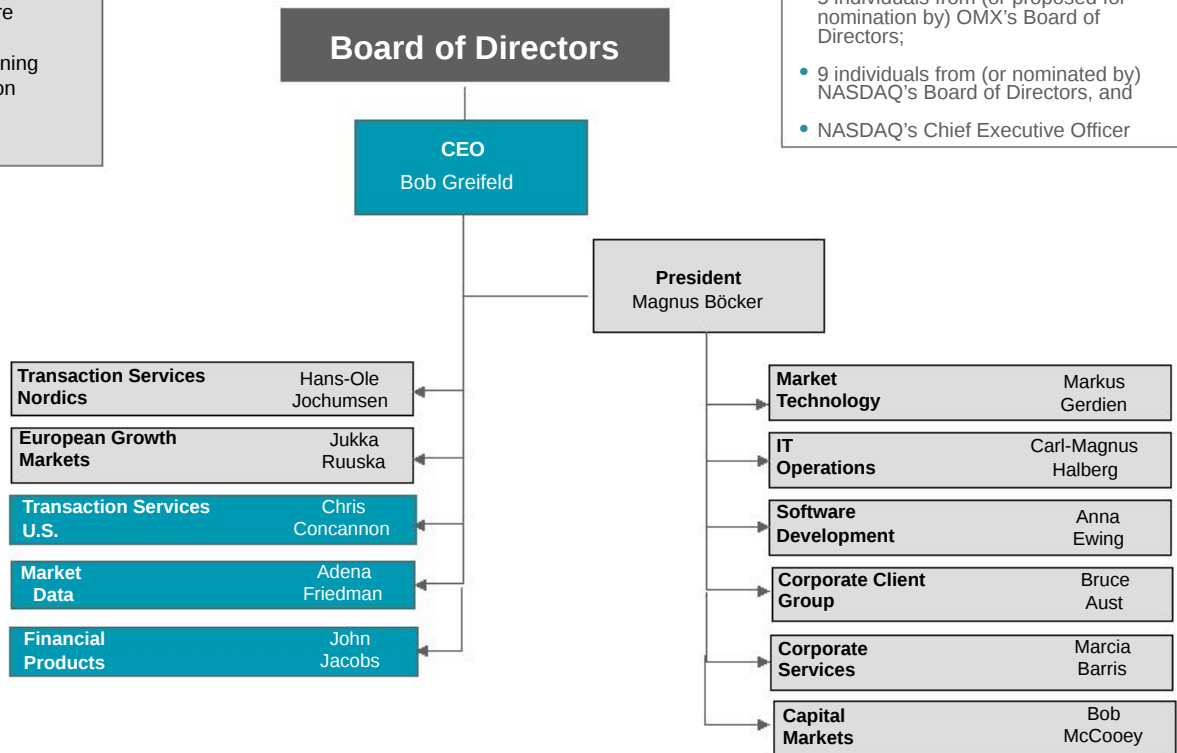 re
ning
on
Board of Directors
nomination by) OMX's Board of
Directors;
• 9 individuals from (or nominated by)
NASDAQ's Board of Directors, and
• NASDAQ's Chief Executive Officer
CEO
Bob Greifeld
President
Magnus Böcker
Transaction Services
Nordics
Hans-Ole
Jochumsen
European Growth
Markets
Jukka
Ruuska
Transaction Services
U.S.
Chris
Concannon
Market
Data
Adena
Friedman
Financial
Products
John
Jacobs
Market
Technology
Markus
Gerdien
IT
Operations
Carl-Magnus
Halberg
Software
Development
Anna
Ewing
Corporate Client
Group
Bruce
Aust
Corporate
Services
Marcia
Barris
Capital
Markets
Bob
McCooey